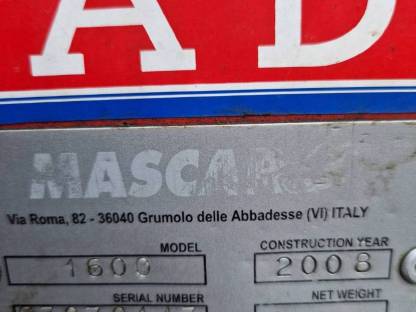 A D
MASCAR
Via Roma, 82 - 36040 Grumolo delle Abbadesse (VI) ITALY
MODEL CONSTRUCTION YEAR
1600 2008
SERIAL NUMBER NET WEIGHT